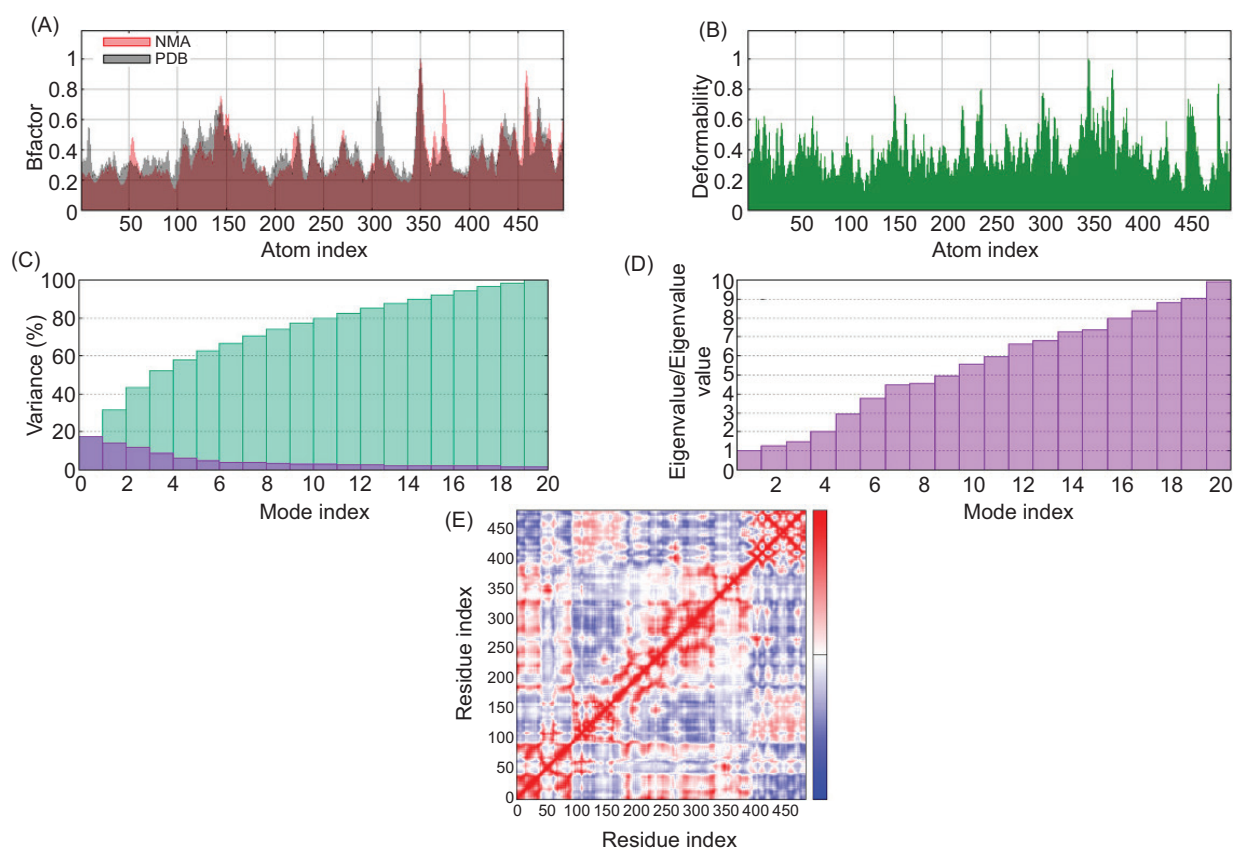 (A)
NMA
PDB
1
0.8
0.6
0.4
0.2
0
Bfactor
50 100 150 200 250 300 350 400 450
Atom index
(B)
1
0.8
0.6
0.4
0.2
0
Deformability
50 100 150 200 250 300 350 400 450
Atom index
(C)
100
80
60
40
20
0
Variance (%)
0 2 4 6 8 10 12 14 16 18 20
Mode index
(D)
10
9
8
7
6
5
4
3
2
1
Eigenvalue/Eigenvalue
value
2 4 6 8 10 12 14 16 18 20
Mode index
(E)
450
400
350
300
250
200
150
100
50
0
Residue index
0 50 100 150 200 250 300 350 400 450
Residue index